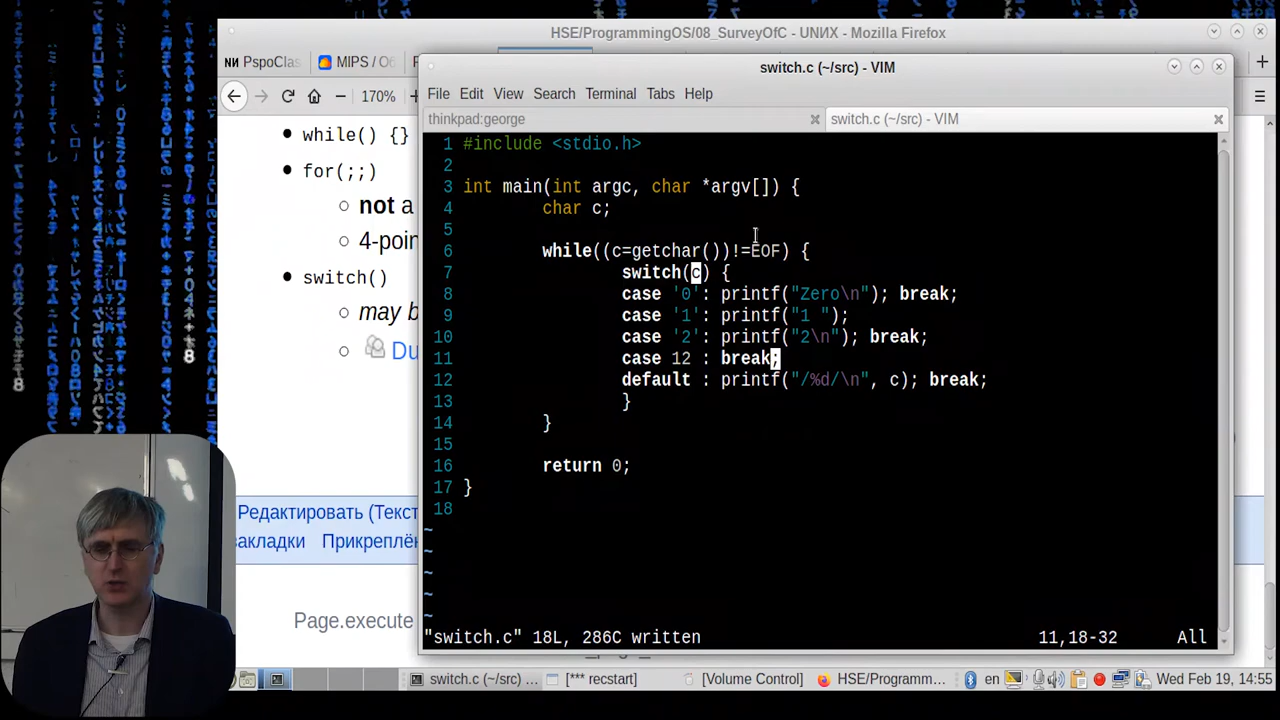 HSE/ProgrammingOS/08_SurveyOfC - UNИX - Mozilla Firefox
NИ PspoClas
MIPS / Об
170%
while() {}
for(;;)
not a
4-poin
switch()
may b
Du
Редактировать (Текст
закладки Прикреплён
Page.execute
switch.c (~/src) - VIM
File Edit View Search Terminal Tabs Help
thinkpad:george
switch.c (~/src) - VIM
1 #include <stdio.h>
2
3 int main(int argc, char *argv[]) {
4 char c;
5
6 while((c=getchar())!=EOF) {
7 switch(c) {
8 case '0': printf("Zero\n"); break;
9 case '1': printf("1 ");
10 case '2': printf("2\n"); break;
11 case 12 : break;
12 default : printf("/%d/\n", c); break;
13 }
14 }
15
16 return 0;
17 }
18
~
~
~
~
~
"switch.c" 18L, 286C written 11,18-32 All
switch.c (~/src) ... [*** recstart] [Volume Control] HSE/Programm... en Wed Feb 19, 14:55